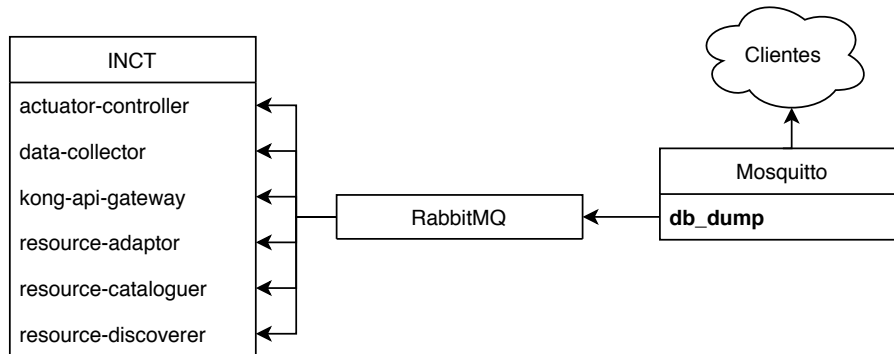 INCT
actuator-controller
data-collector
kong-api-gateway
resource-adaptor
resource-cataloguer
resource-discoverer
RabbitMQ
Clientes
Mosquitto
db_dump